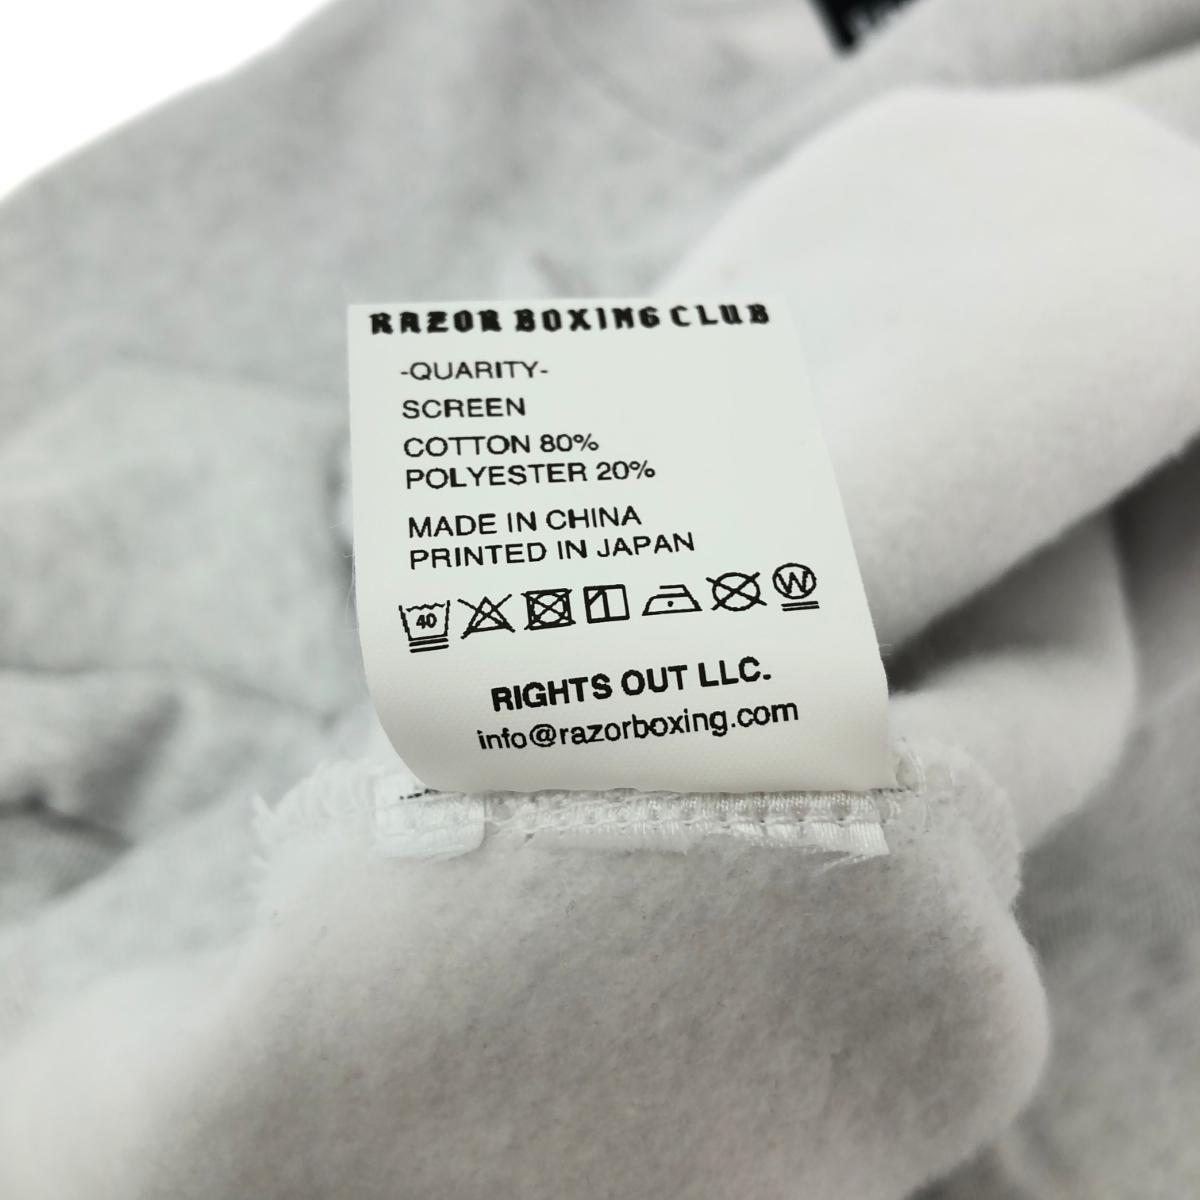 RAZOR BOXING CLUB
-QUARITY-
SCREEN
COTTON 80%
POLYESTER 20%
MADE IN CHINA
PRINTED IN JAPAN
40 W
RIGHTS OUT LLC.
info@razorboxing.com